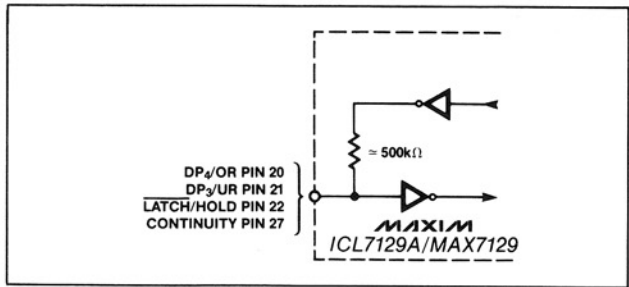 ≃ 500kΩ
DP₄/OR PIN 20
DP₃/UR PIN 21
LATCH/HOLD PIN 22
CONTINUITY PIN 27
MAXIM
ICL7129A/MAX7129